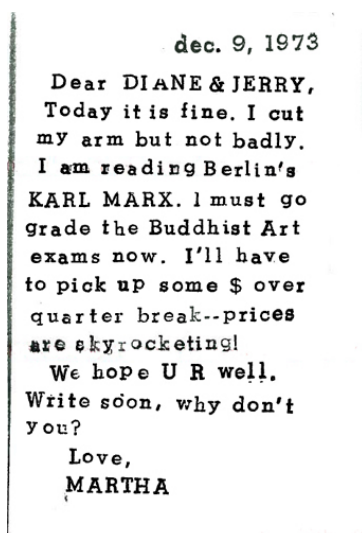 dec. 9, 1973
Dear DIANE & JERRY,
Today it is fine. I cut
my arm but not badly.
I am reading Berlin's
KARL MARX. l must go
grade the Buddhist Art
exams now. I'll have
to pick up some $ over
quarter break--prices
are skyrocketing!
We hope U R well.
Write soon, why don't
you?
Love,
MARTHA